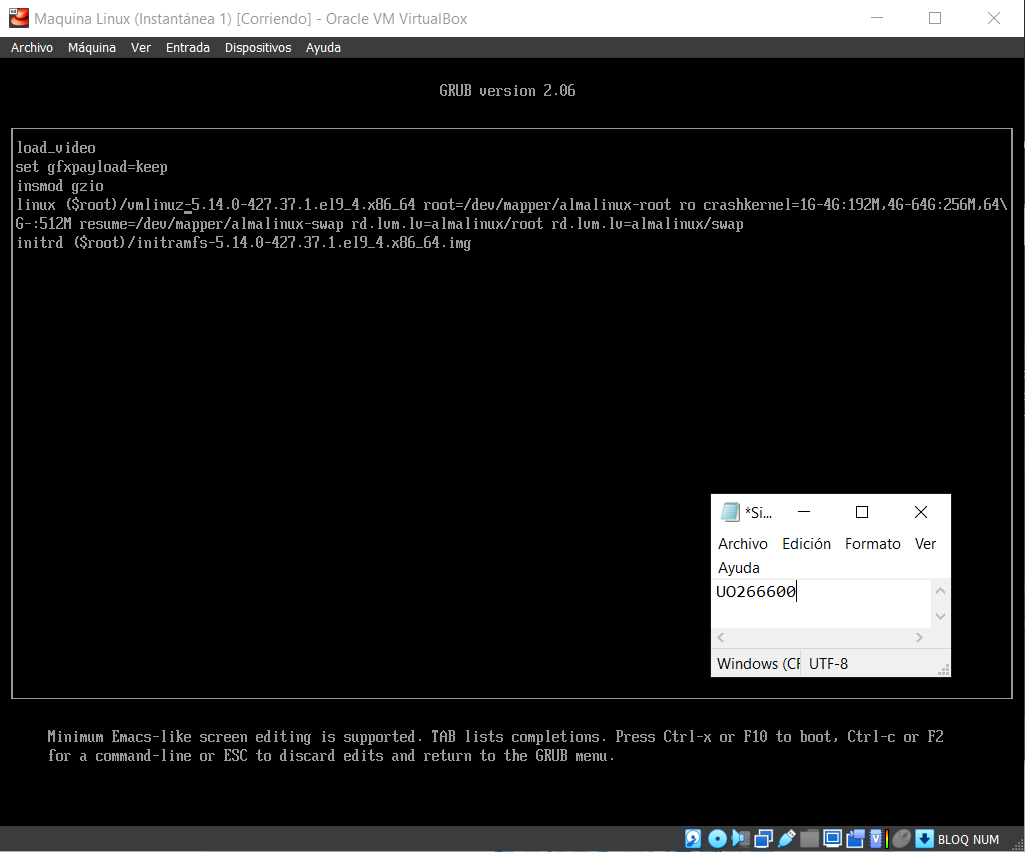 Maquina Linux (Instantánea 1) [Corriendo] - Oracle VM VirtualBox
Archivo Máquina Ver Entrada Dispositivos Ayuda
GRUB version 2.06
load_video
set gfxpayload=keep
insmod gzio
linux ($root)/vmlinuz-5.14.0-427.37.1.el9_4.x86_64 root=/dev/mapper/almalinux-root ro crashkernel=1G-4G:192M,4G-64G:256M,64\
G-:512M resume=/dev/mapper/almalinux-swap rd.lvm.lv=almalinux/root rd.lvm.lv=almalinux/swap
initrd ($root)/initramfs-5.14.0-427.37.1.el9_4.x86_64.img
*Si...
Archivo Edición Formato Ver
Ayuda
UO266600
Windows (CF UTF-8
Minimum Emacs-like screen editing is supported. TAB lists completions. Press Ctrl-x or F10 to boot, Ctrl-c or F2
for a command-line or ESC to discard edits and return to the GRUB menu.
BLOQ NUM